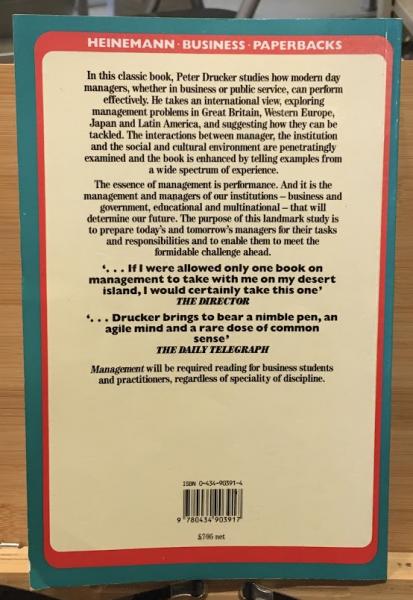 HEINEMANN · BUSINESS · PAPERBACKS
In this classic book, Peter Drucker studies how modern day
managers, whether in business or public service, can perform
effectively. He takes an international view, exploring
management problems in Great Britain, Western Europe,
Japan and Latin America, and suggesting how they can be
tackled. The interactions between manager, the institution
and the social and cultural environment are penetratingly
examined and the book is enhanced by telling examples from
a wide spectrum of experience.
The essence of management is performance. And it is the
management and managers of our institutions – business and
government, educational and multinational – that will
determine our future. The purpose of this landmark study is
to prepare today's and tomorrow's managers for their tasks
and responsibilities and to enable them to meet the
formidable challenge ahead.
‘. . . If I were allowed only one book on
management to take with me on my desert
island, I would certainly take this one’
THE DIRECTOR
‘. . . Drucker brings to bear a nimble pen, an
agile mind and a rare dose of common
sense’
THE DAILY TELEGRAPH
Management will be required reading for business students
and practitioners, regardless of speciality of discipline.
ISBN 0-434-90391-4
9 780434 903917
net